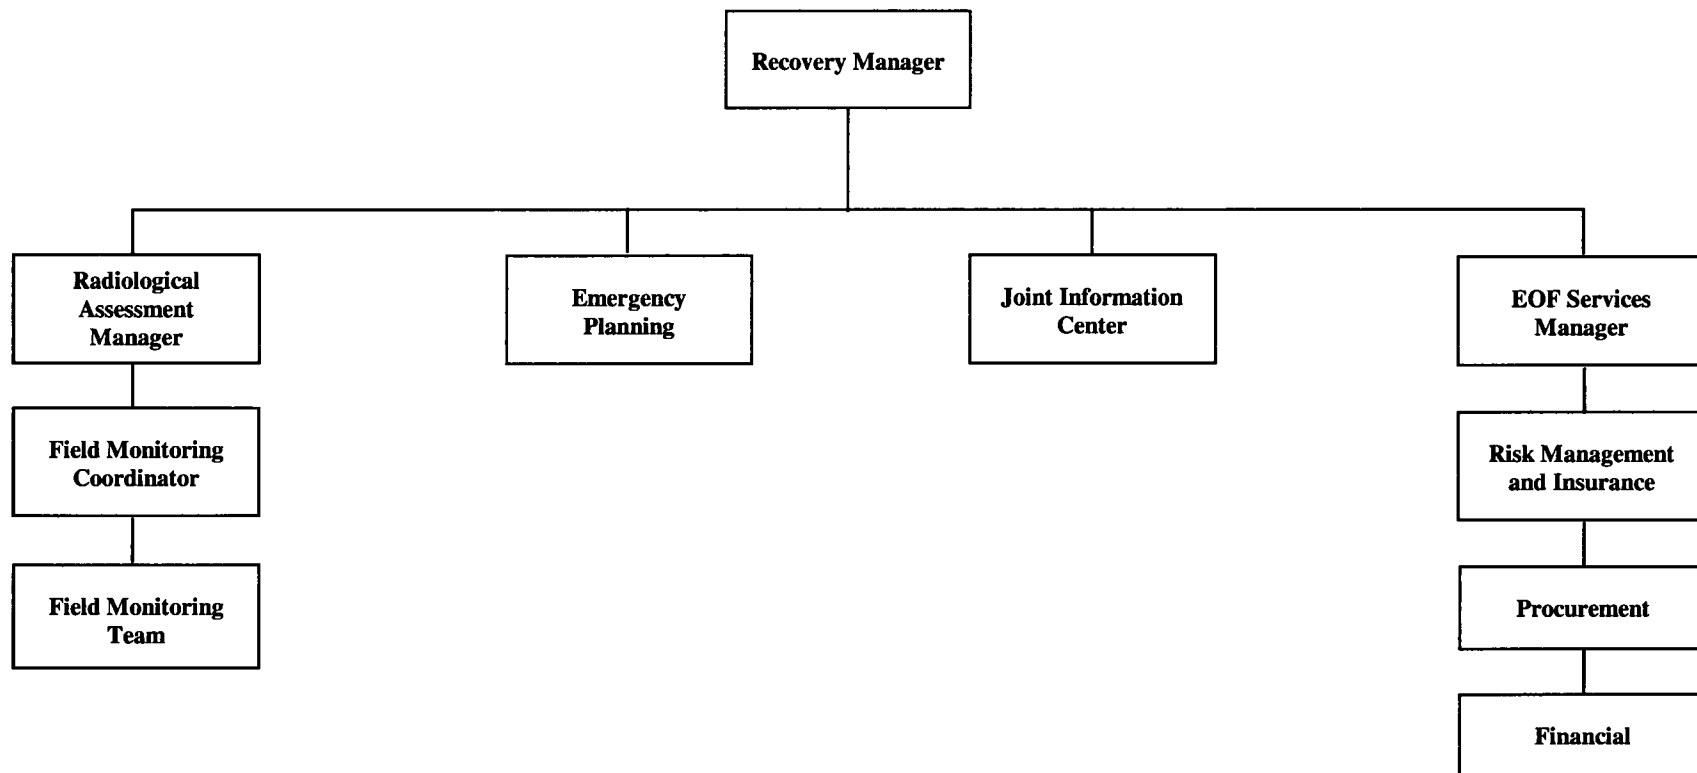 Recovery Manager
Radiological
Assessment
Manager
Emergency
Planning
Joint Information
Center
EOF Services
Manager
Field Monitoring
Coordinator
Risk Management
and Insurance
Field Monitoring
Team
Procurement
Financial